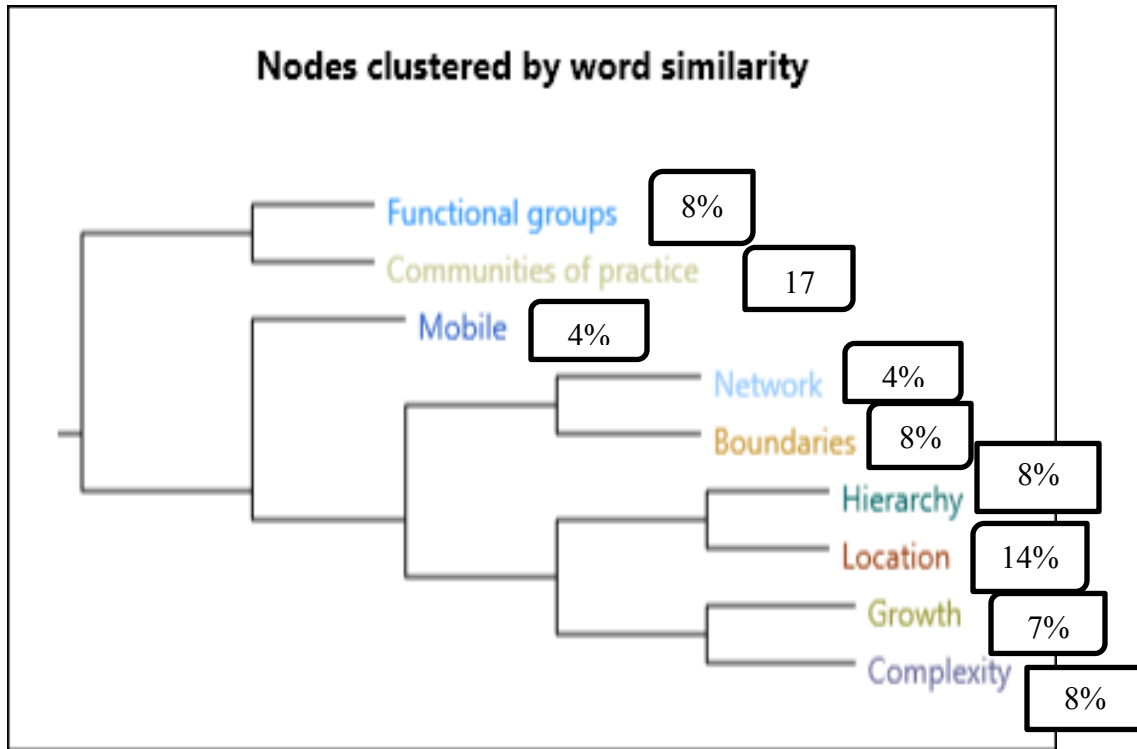 Nodes clustered by word similarity
Functional groups 8%
Communities of practice 17
Mobile 4%
Network 4%
Boundaries 8%
Hierarchy 8%
Location 14%
Growth 7%
Complexity 8%